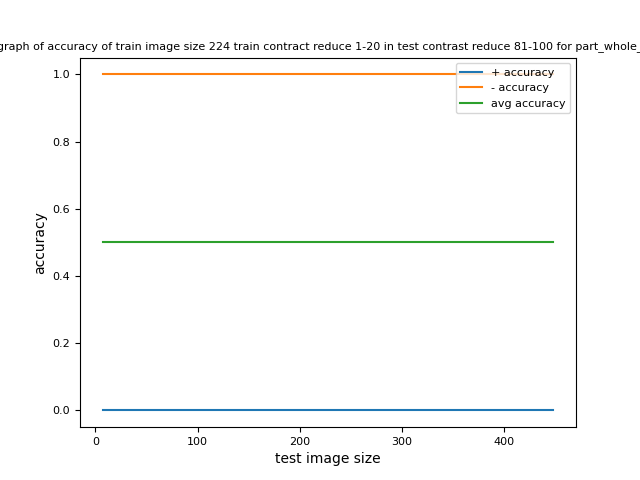 graph of accuracy of train image size 224 train contract reduce 1-20 in test contrast reduce 81-100 for part_whole_
+ accuracy
- accuracy
avg accuracy
1.0
0.8
0.6
0.4
0.2
0.0
accuracy
0 100 200 300 400
test image size